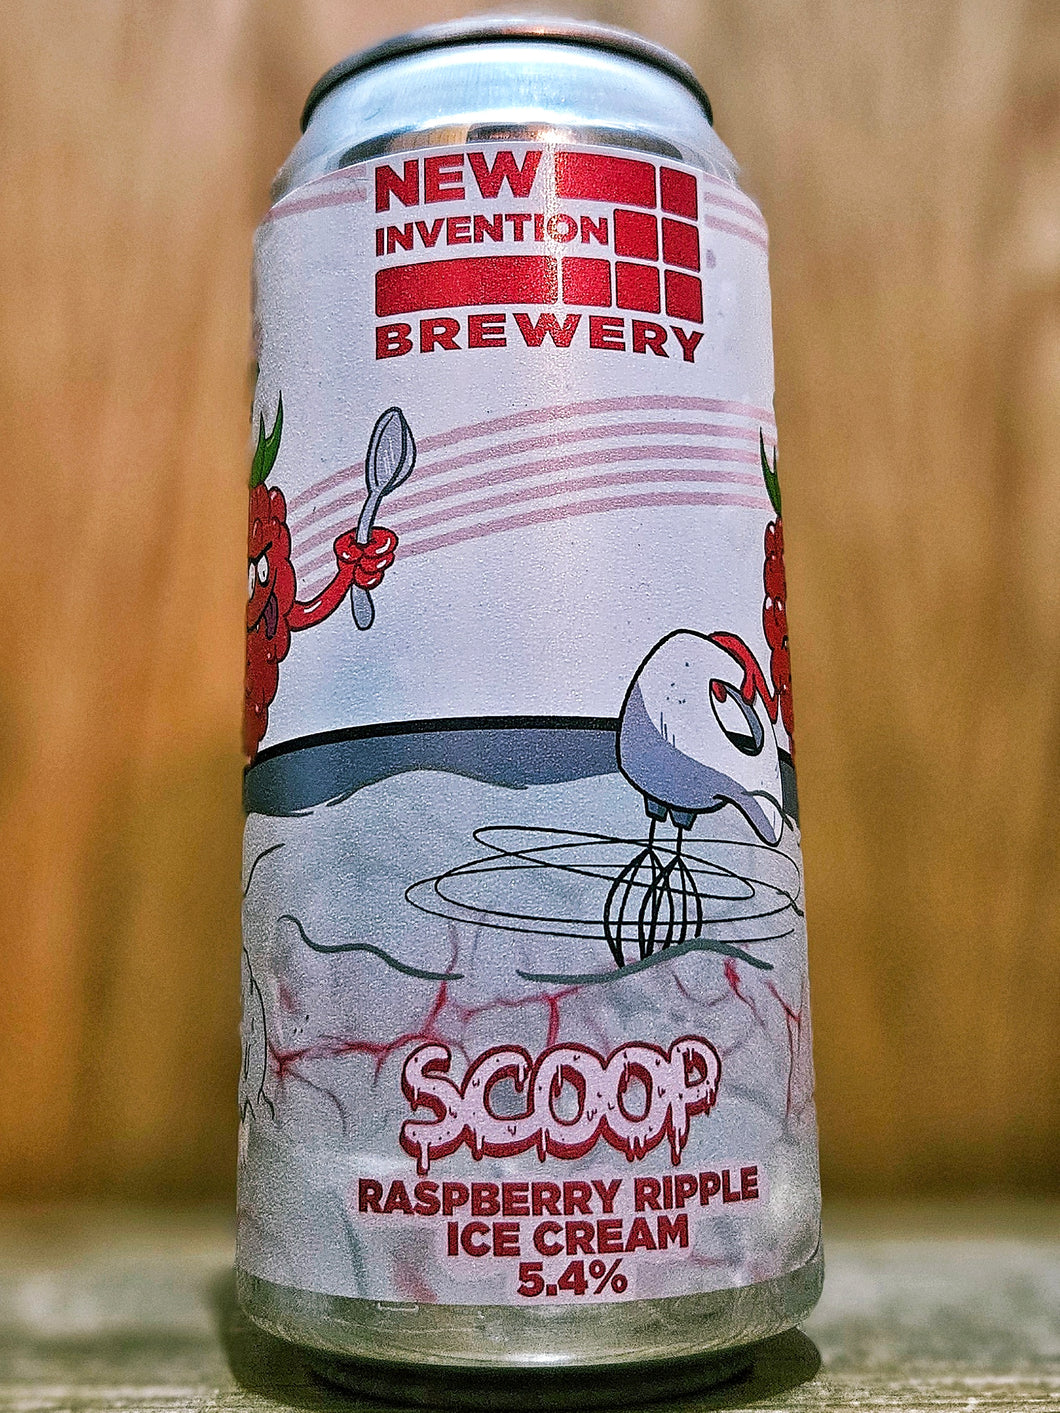 NEW
INVENTION
BREWERY
SCOOP
RASPBERRY RIPPLE
ICE CREAM
5.4%